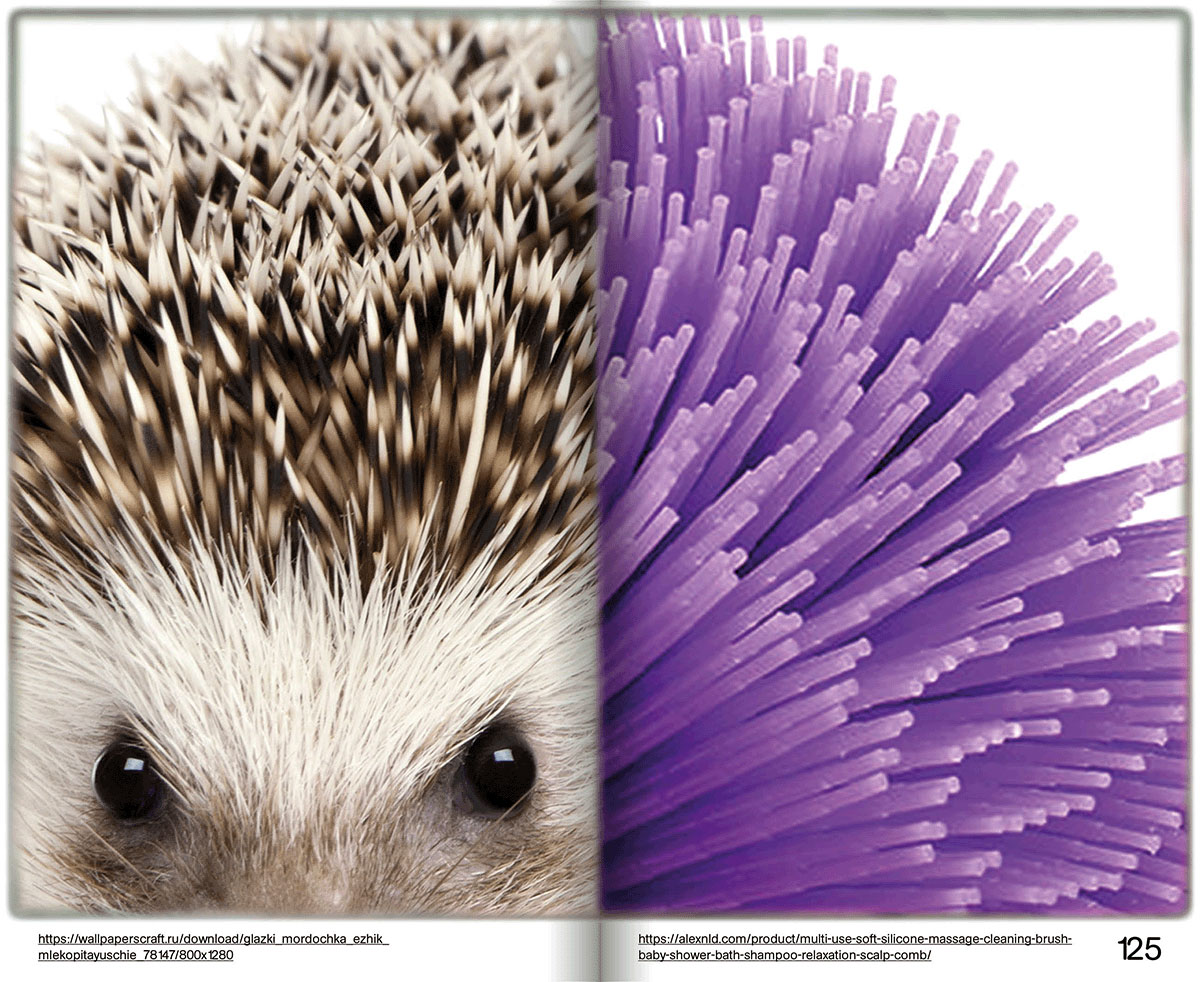 https://wallpaperscraft.ru/download/glazki_mordochka_ezhik_
mlekopitayuschie_78147/800x1280
https://alexnld.com/product/multi-use-soft-silicone-massage-cleaning-brush-
baby-shower-bath-shampoo-relaxation-scalp-comb/
125